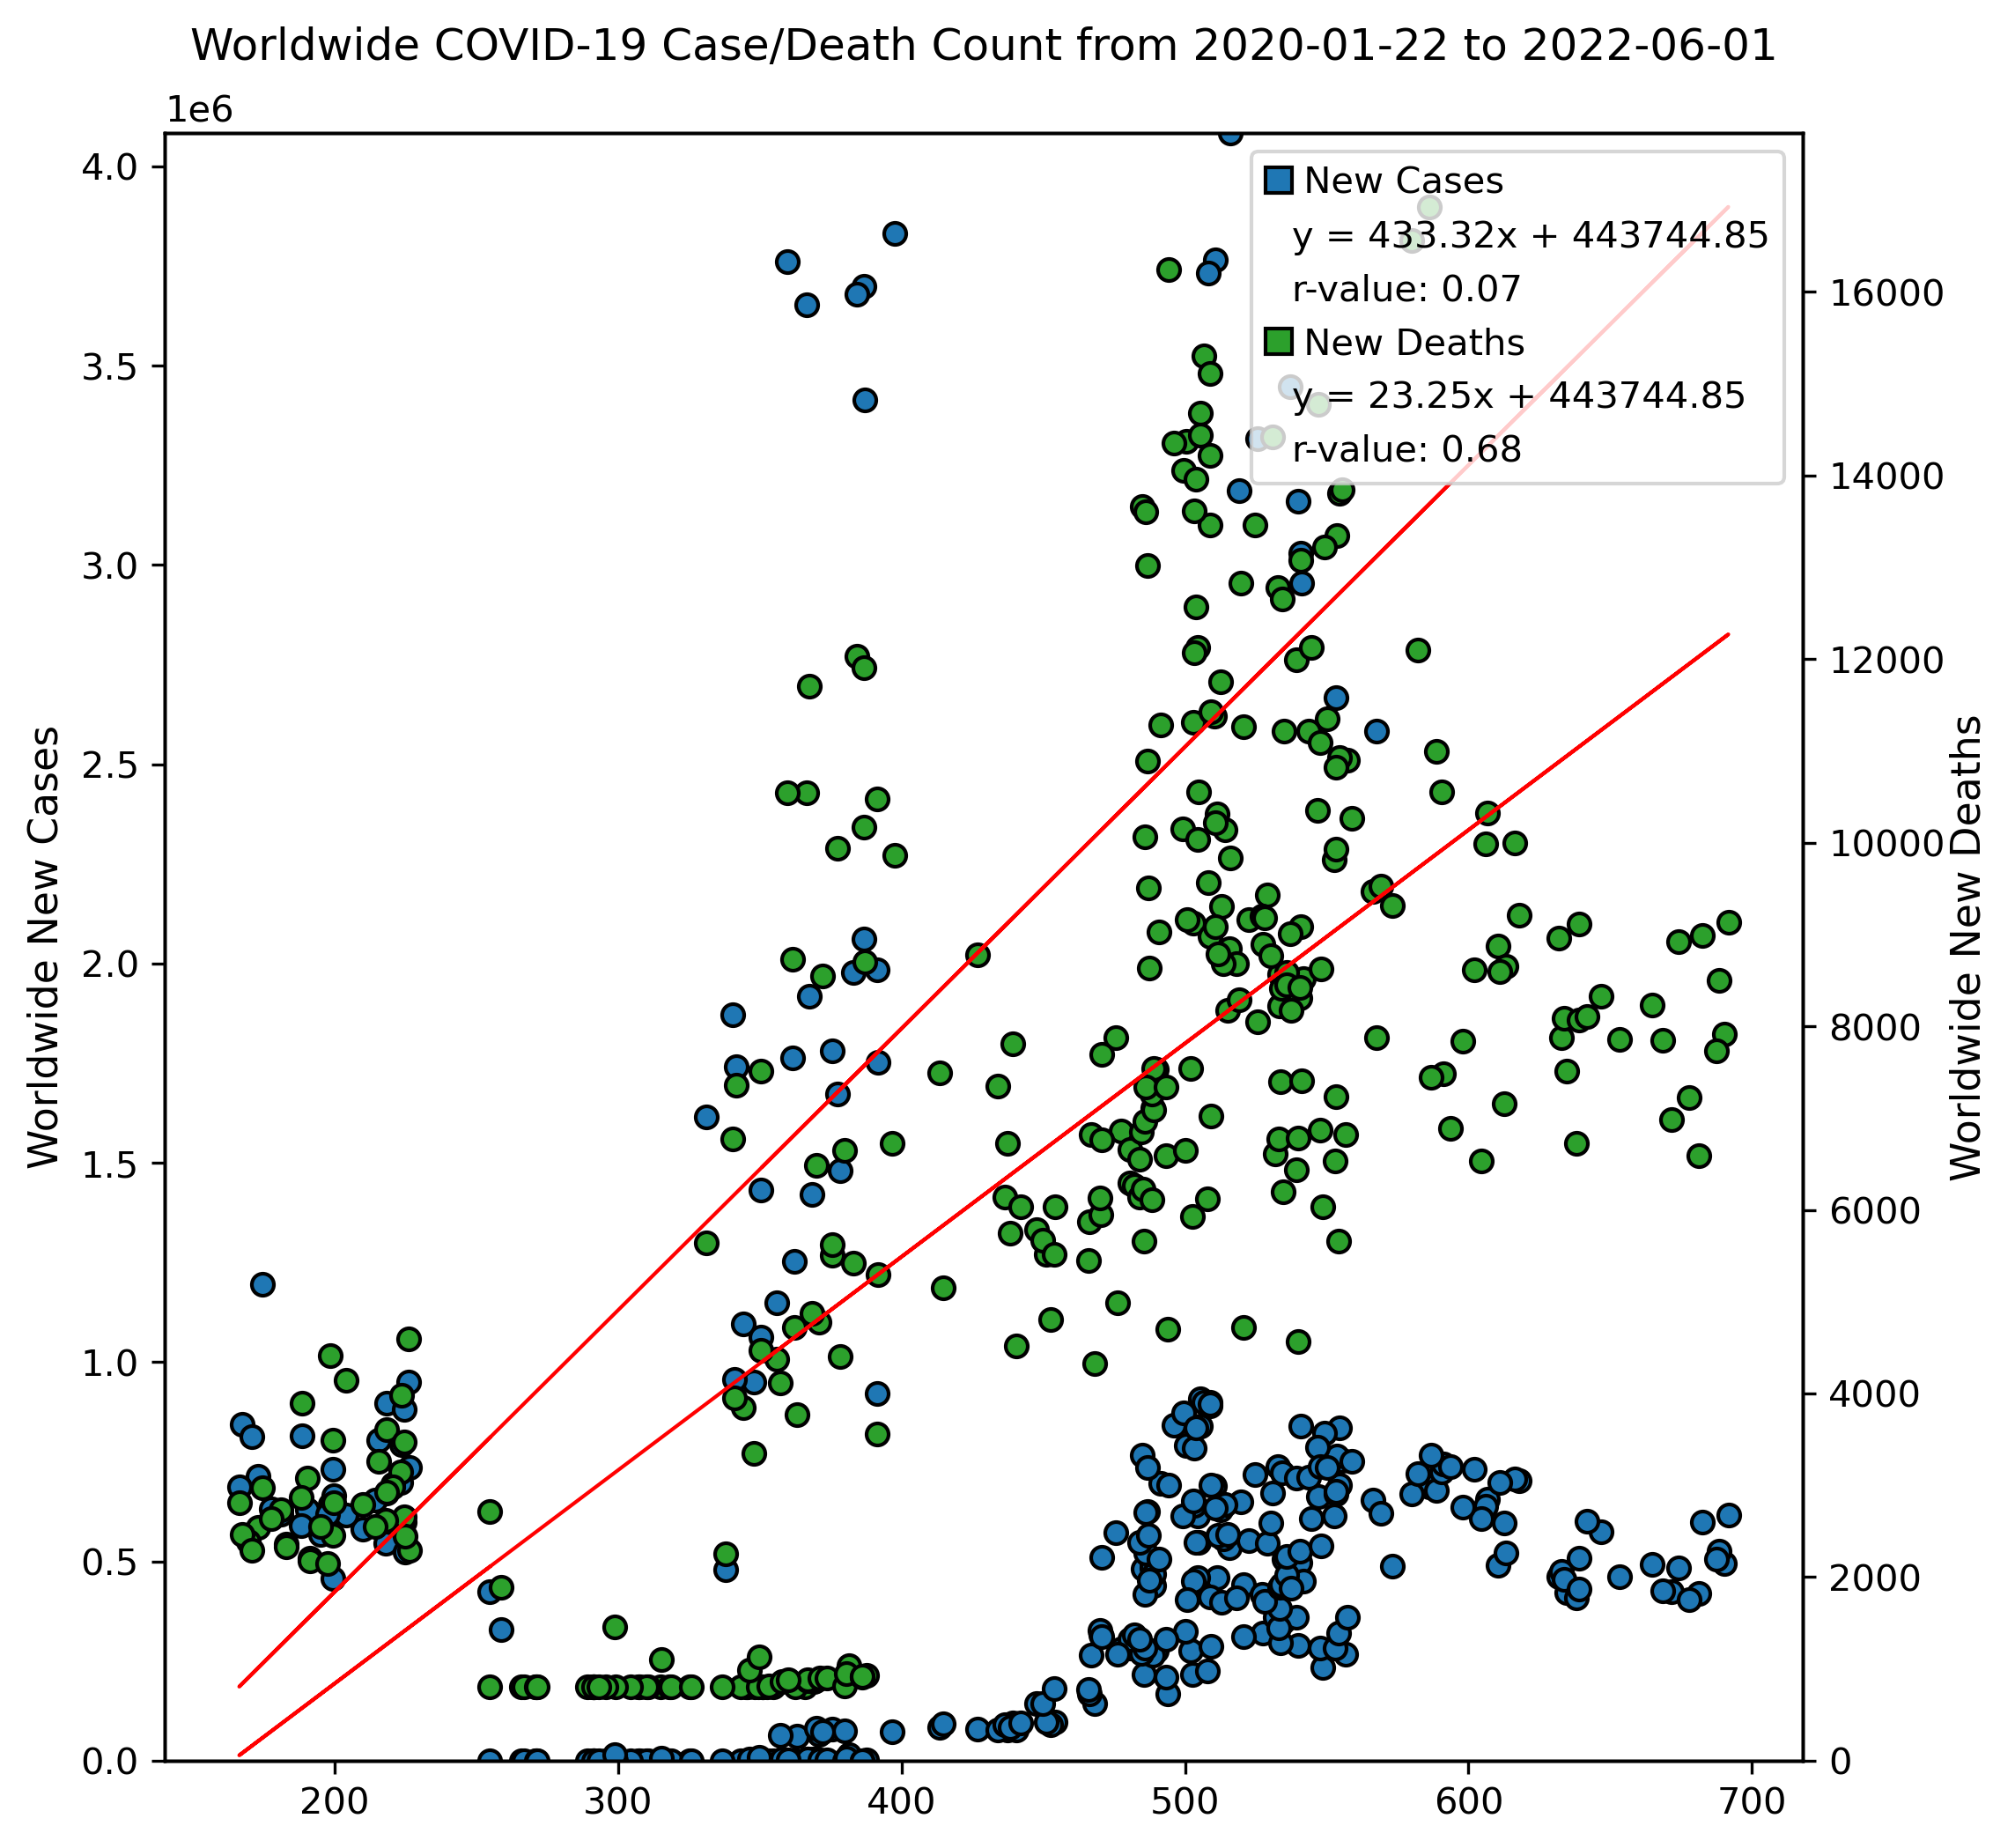 Worldwide COVID-19 Case/Death Count from 2020-01-22 to 2022-06-01
1e6
4.0
3.5
3.0
2.5
2.0
1.5
1.0
0.5
0.0
Worldwide New Cases
New Cases
y = 433.32x + 443744.85
r-value: 0.07
New Deaths
y = 23.25x + 443744.85
r-value: 0.68
16000
14000
12000
10000
8000
6000
4000
2000
0
Worldwide New Deaths
200 300 400 500 600 700